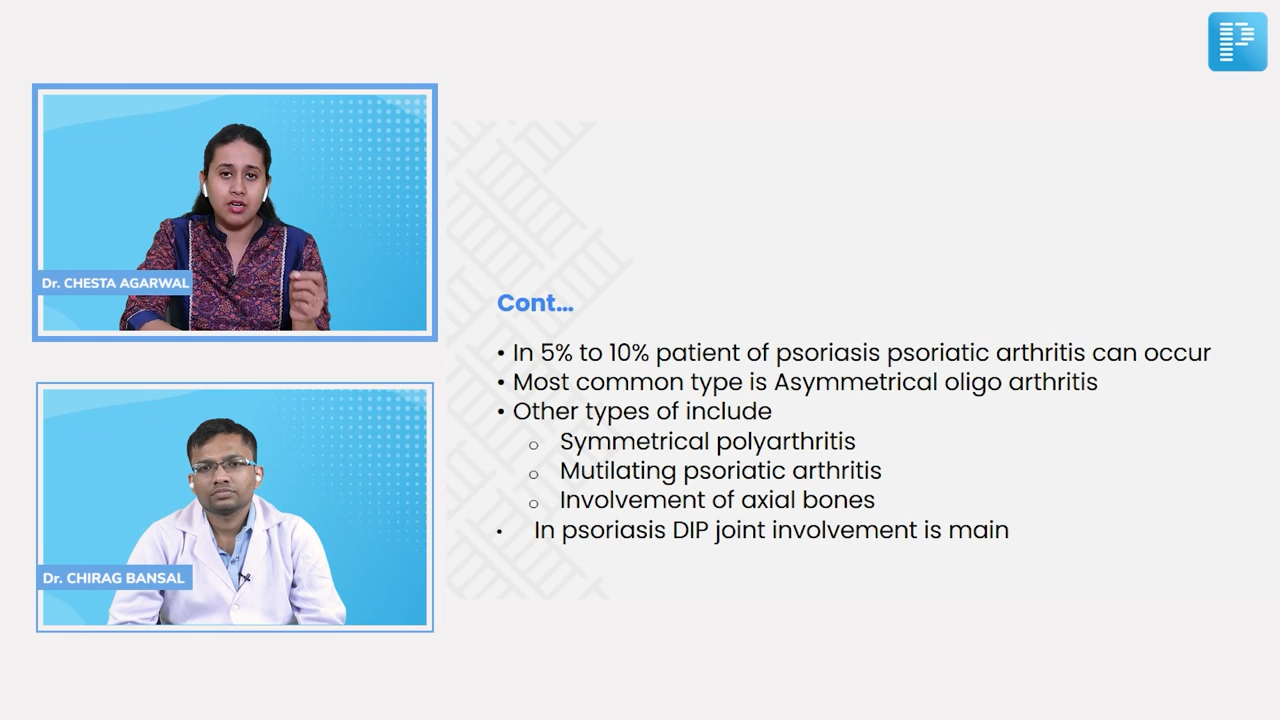 Dr. CHESTA AGARWAL
Dr. CHIRAG BANSAL
Cont...
• In 5% to 10% patient of psoriasis psoriatic arthritis can occur
• Most common type is Asymmetrical oligo arthritis
• Other types of include
o Symmetrical polyarthritis
o Mutilating psoriatic arthritis
o Involvement of axial bones
• In psoriasis DIP joint involvement is main